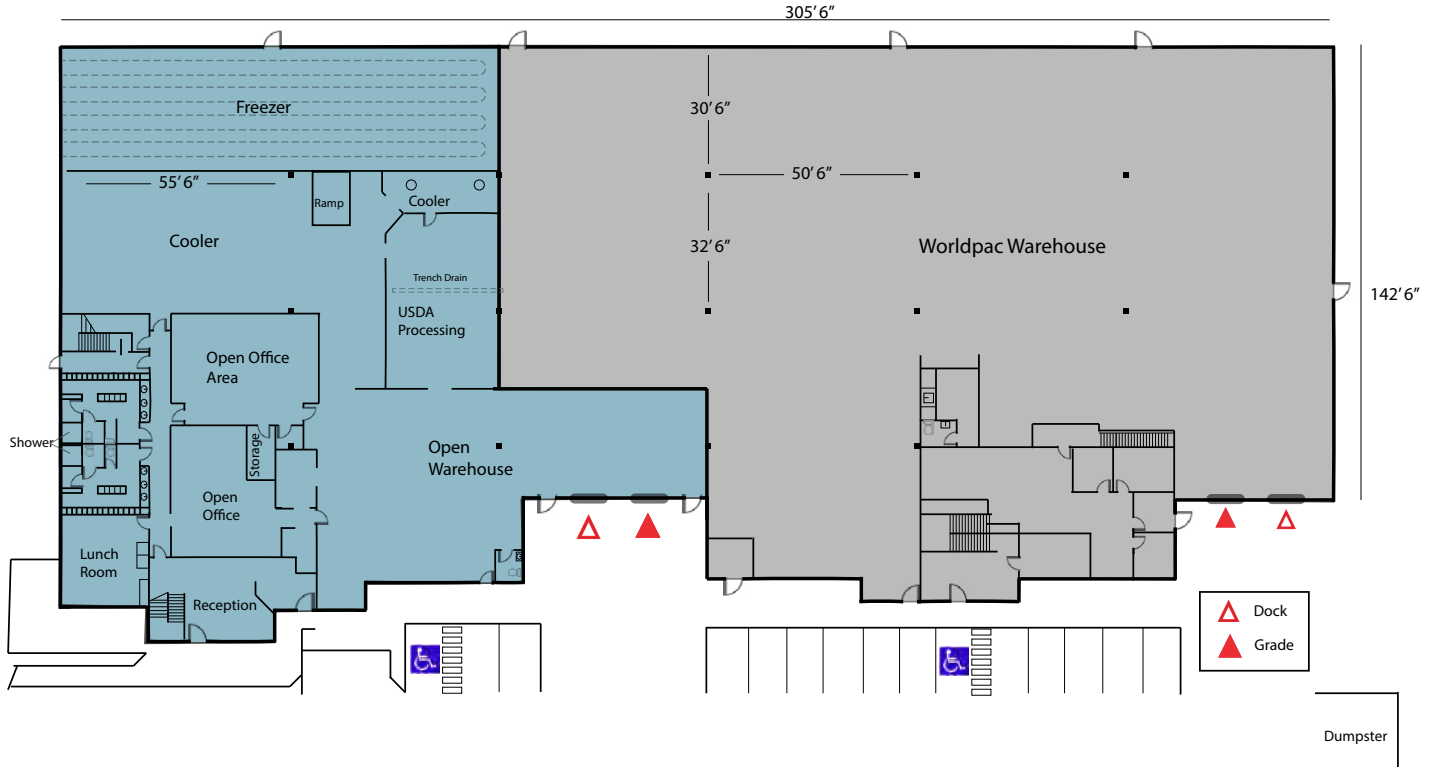 305’6”
Freezer
30’6”
55’6”
50’6”
Ramp
Cooler
Cooler
32’6”
Worldpac Warehouse
Trench Drain
142’6”
USDA
Processing
Open Office
Area
Shower
Storage
Open
Warehouse
Open
Office
Lunch
Room
Reception
Dock
Grade
Dumpster